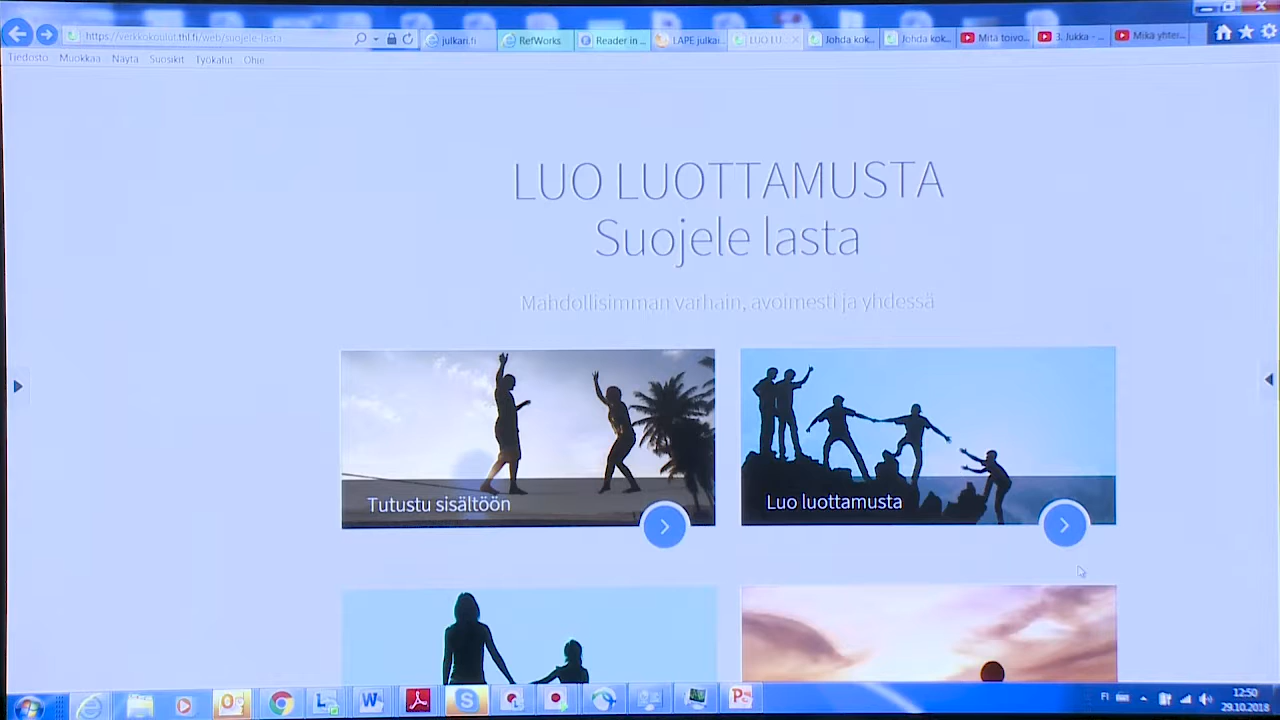 https://verkkokoulut.thl.fi/web/suojele-lasta
julkari.fi
RefWorks
Reader in ...
LAPE julkai...
LUO LU...
Johda kok...
Johda kok...
Mitä toivo...
3. Jukka - ...
Mikä yhtei...
Tiedosto Muokkaa Näytä Suosikit Työkalut Ohje
LUO LUOTTAMUSTA
Suojele lasta
Mahdollisimman varhain, avoimesti ja yhdessä
Tutustu sisältöön
Luo luottamusta
FI
12:50
29.10.2018